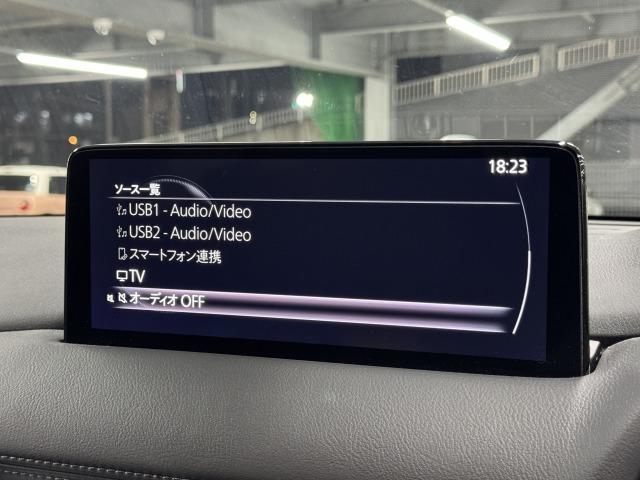 18:23
ソース一覧
USB1 - Audio/Video
USB2 - Audio/Video
スマートフォン連携
TV
オーディオ OFF